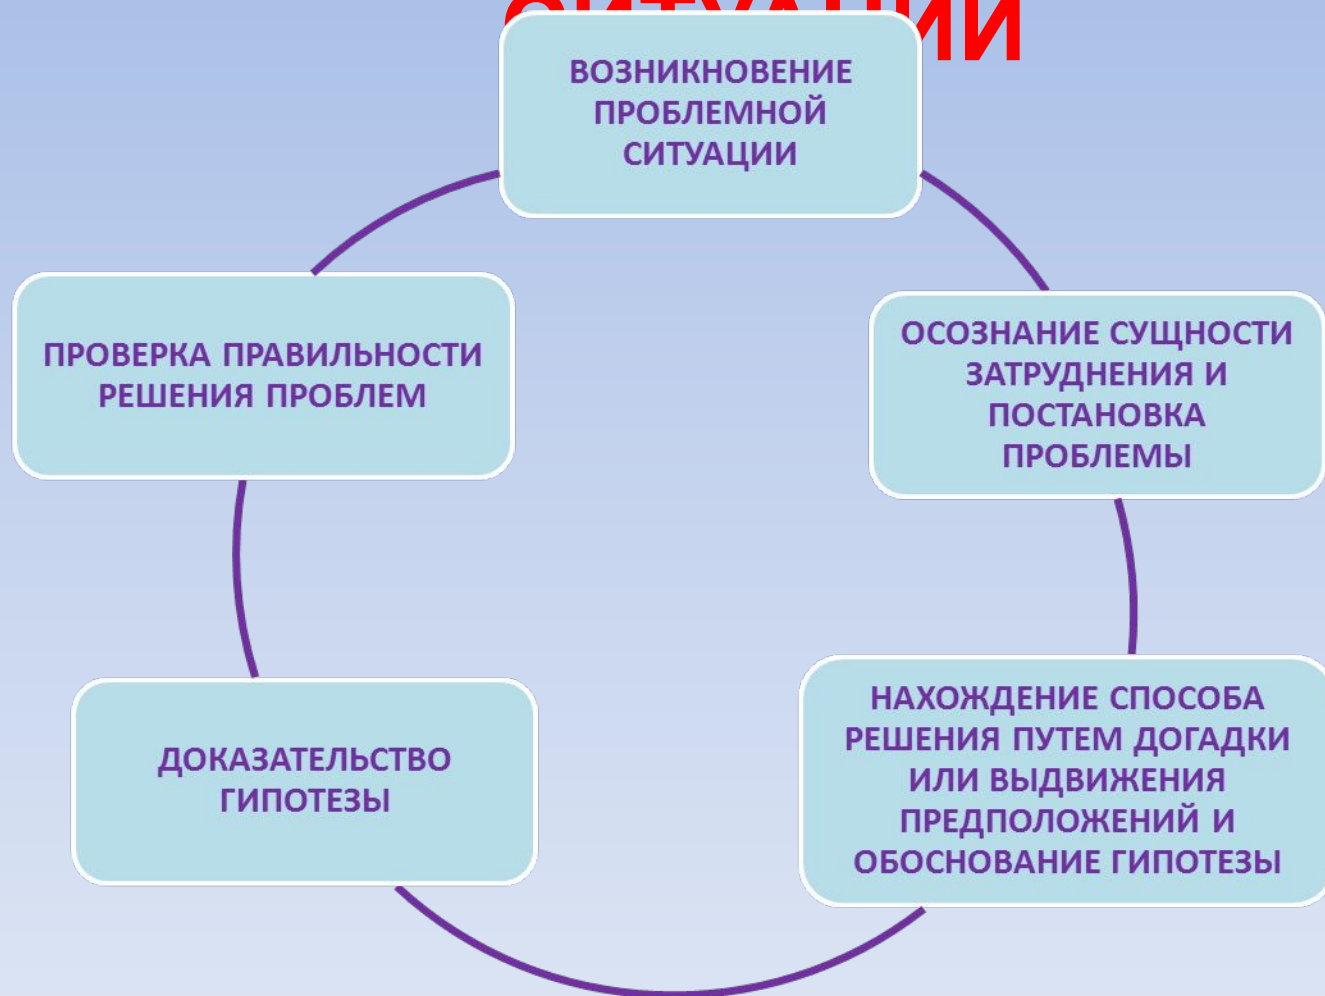 СИТУАЦИИ
ВОЗНИКНОВЕНИЕ
ПРОБЛЕМНОЙ
СИТУАЦИИ
ОСОЗНАНИЕ СУЩНОСТИ
ЗАТРУДНЕНИЯ И
ПОСТАНОВКА
ПРОБЛЕМЫ
НАХОЖДЕНИЕ СПОСОБА
РЕШЕНИЯ ПУТЕМ ДОГАДКИ
ИЛИ ВЫДВИЖЕНИЯ
ПРЕДПОЛОЖЕНИЙ И
ОБОСНОВАНИЕ ГИПОТЕЗЫ
ДОКАЗАТЕЛЬСТВО
ГИПОТЕЗЫ
ПРОВЕРКА ПРАВИЛЬНОСТИ
РЕШЕНИЯ ПРОБЛЕМ